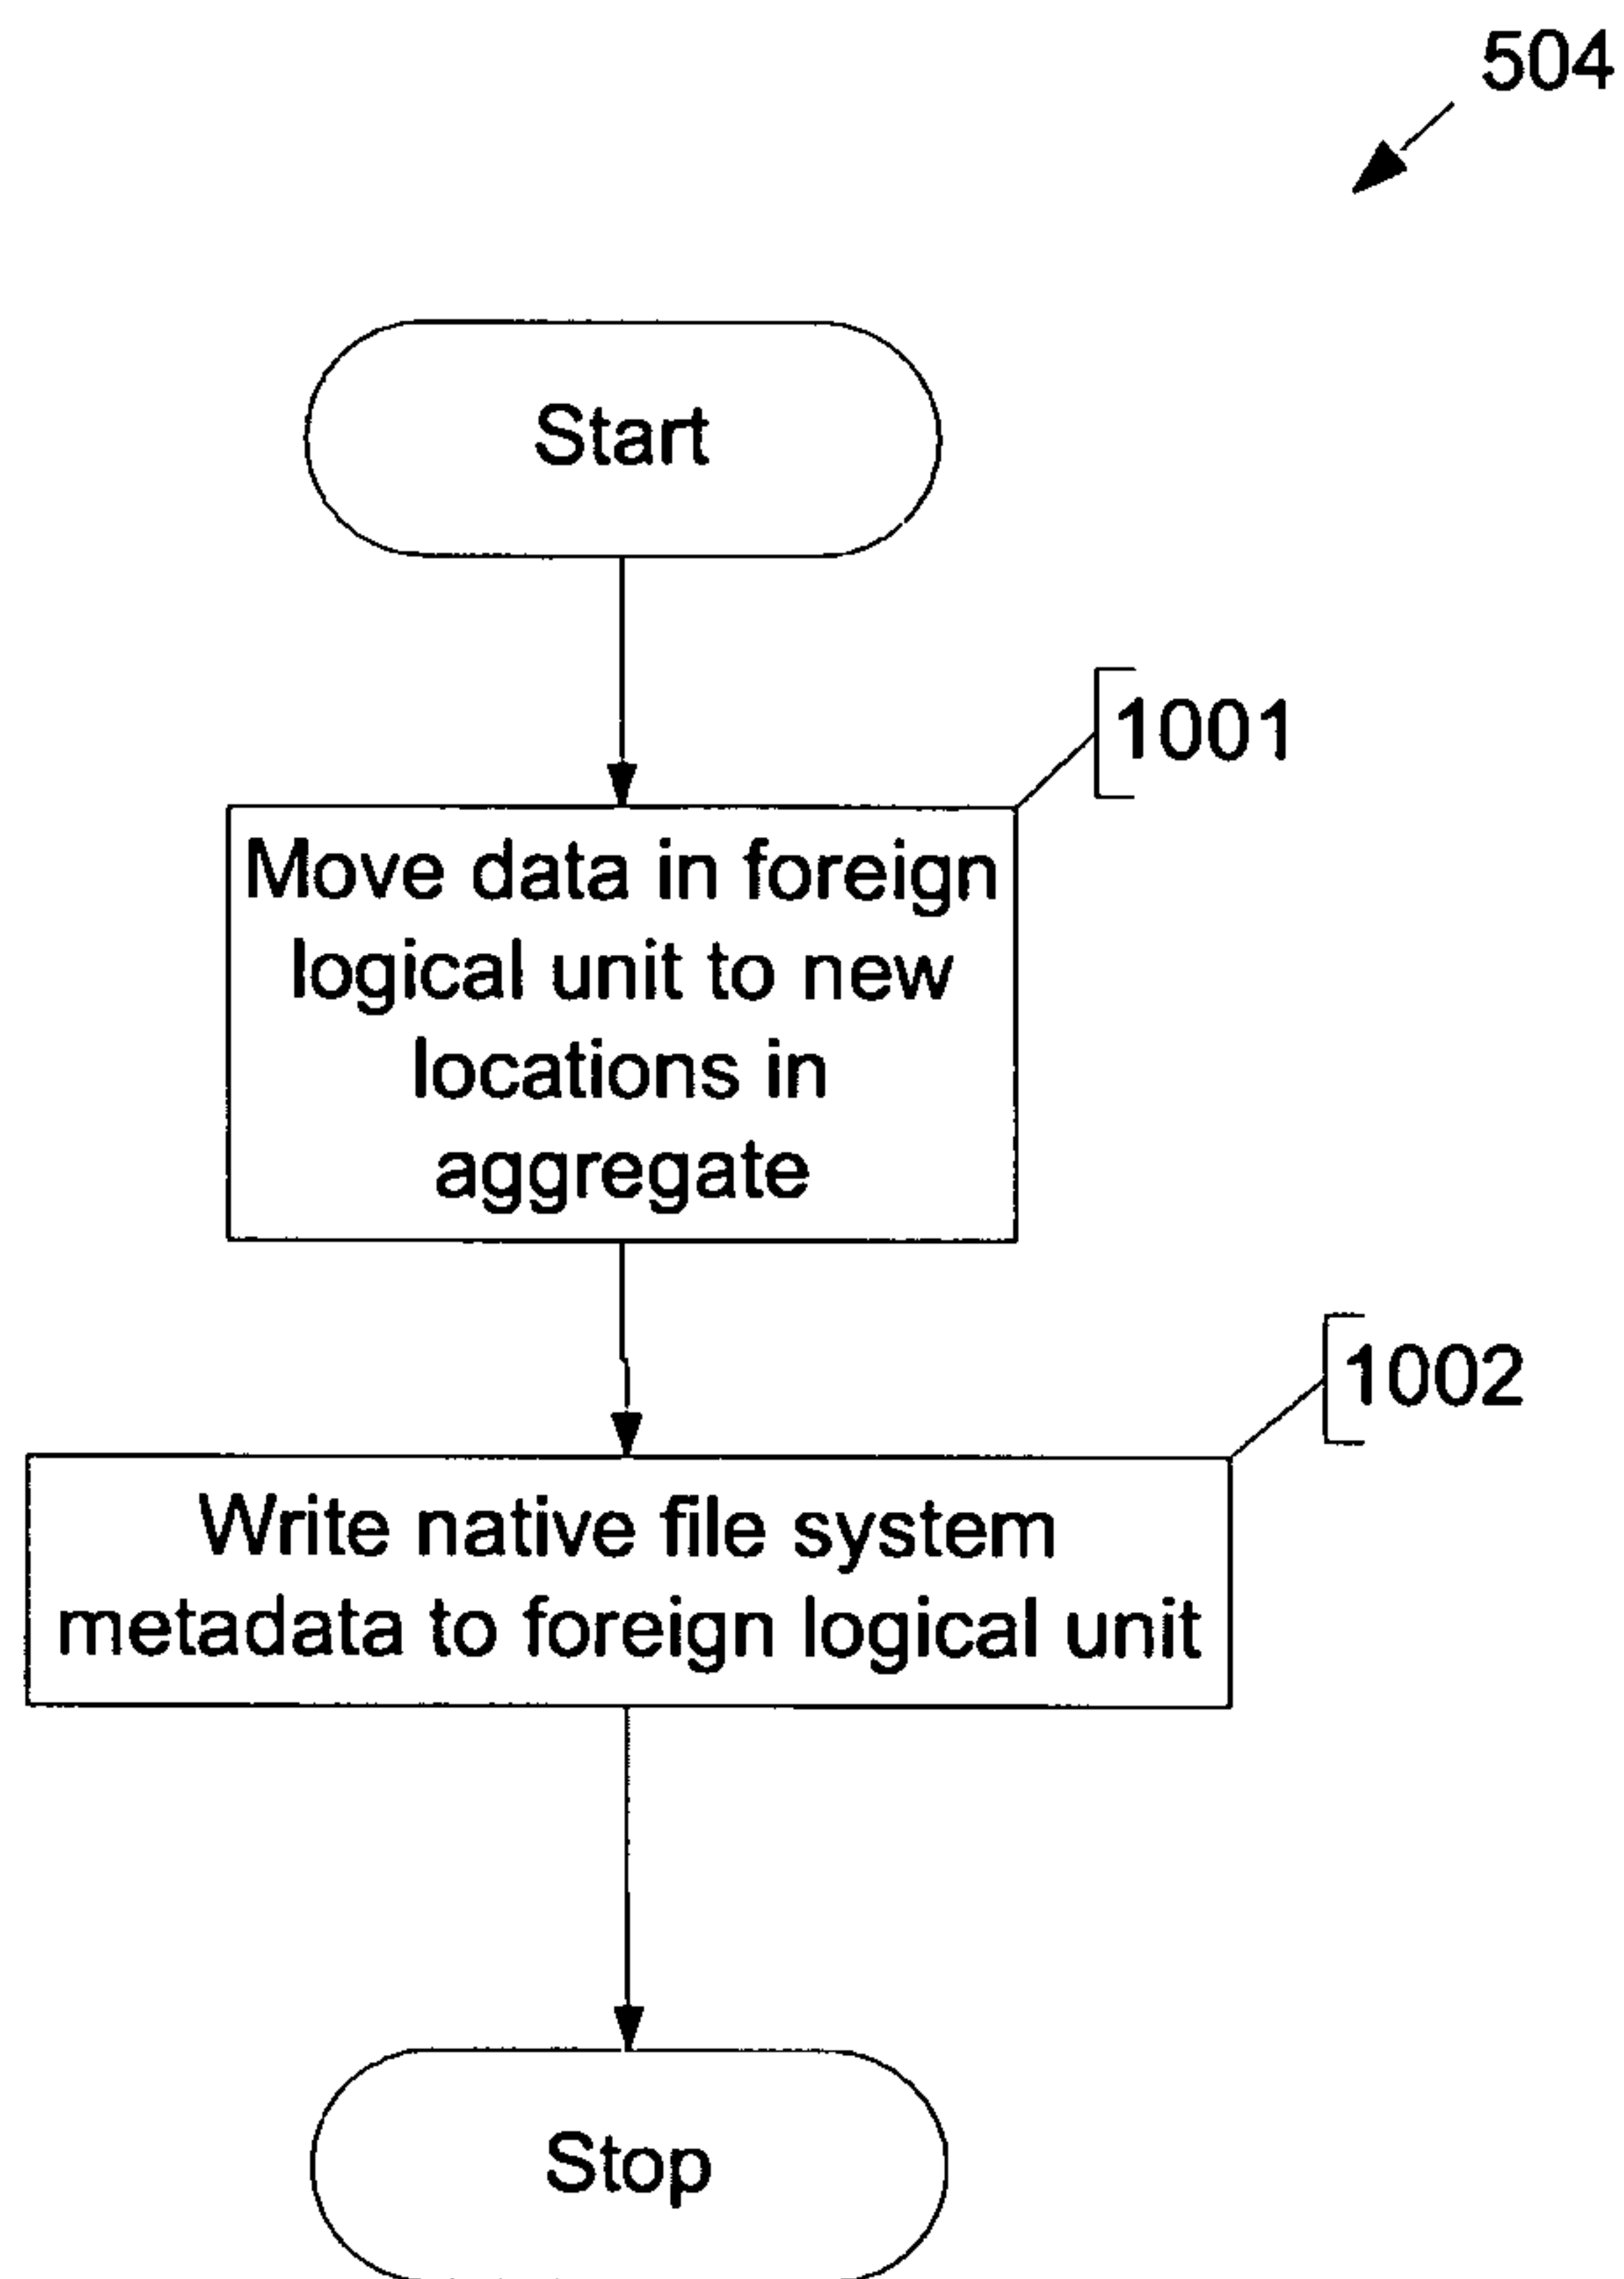 504
Start
1001
Move data in foreign
logical unit to new
locations in
aggregate
1002
Write native file system
metadata to foreign logical unit
Stop